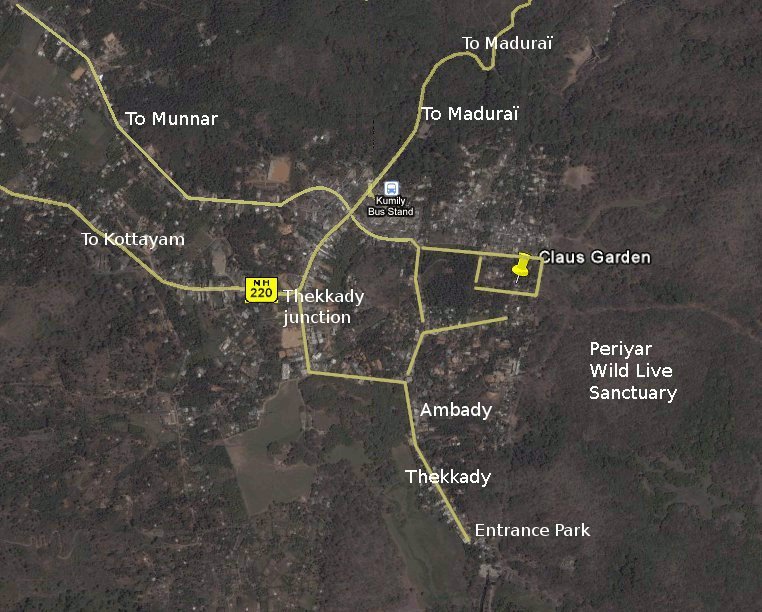 To Maduraï
To Maduraï
To Munnar
Kumily
Bus Stand
To Kottayam
Claus Garden
NH
220
Thekkady
junction
Periyar
Wild Live
Sanctuary
Ambady
Thekkady
Entrance Park